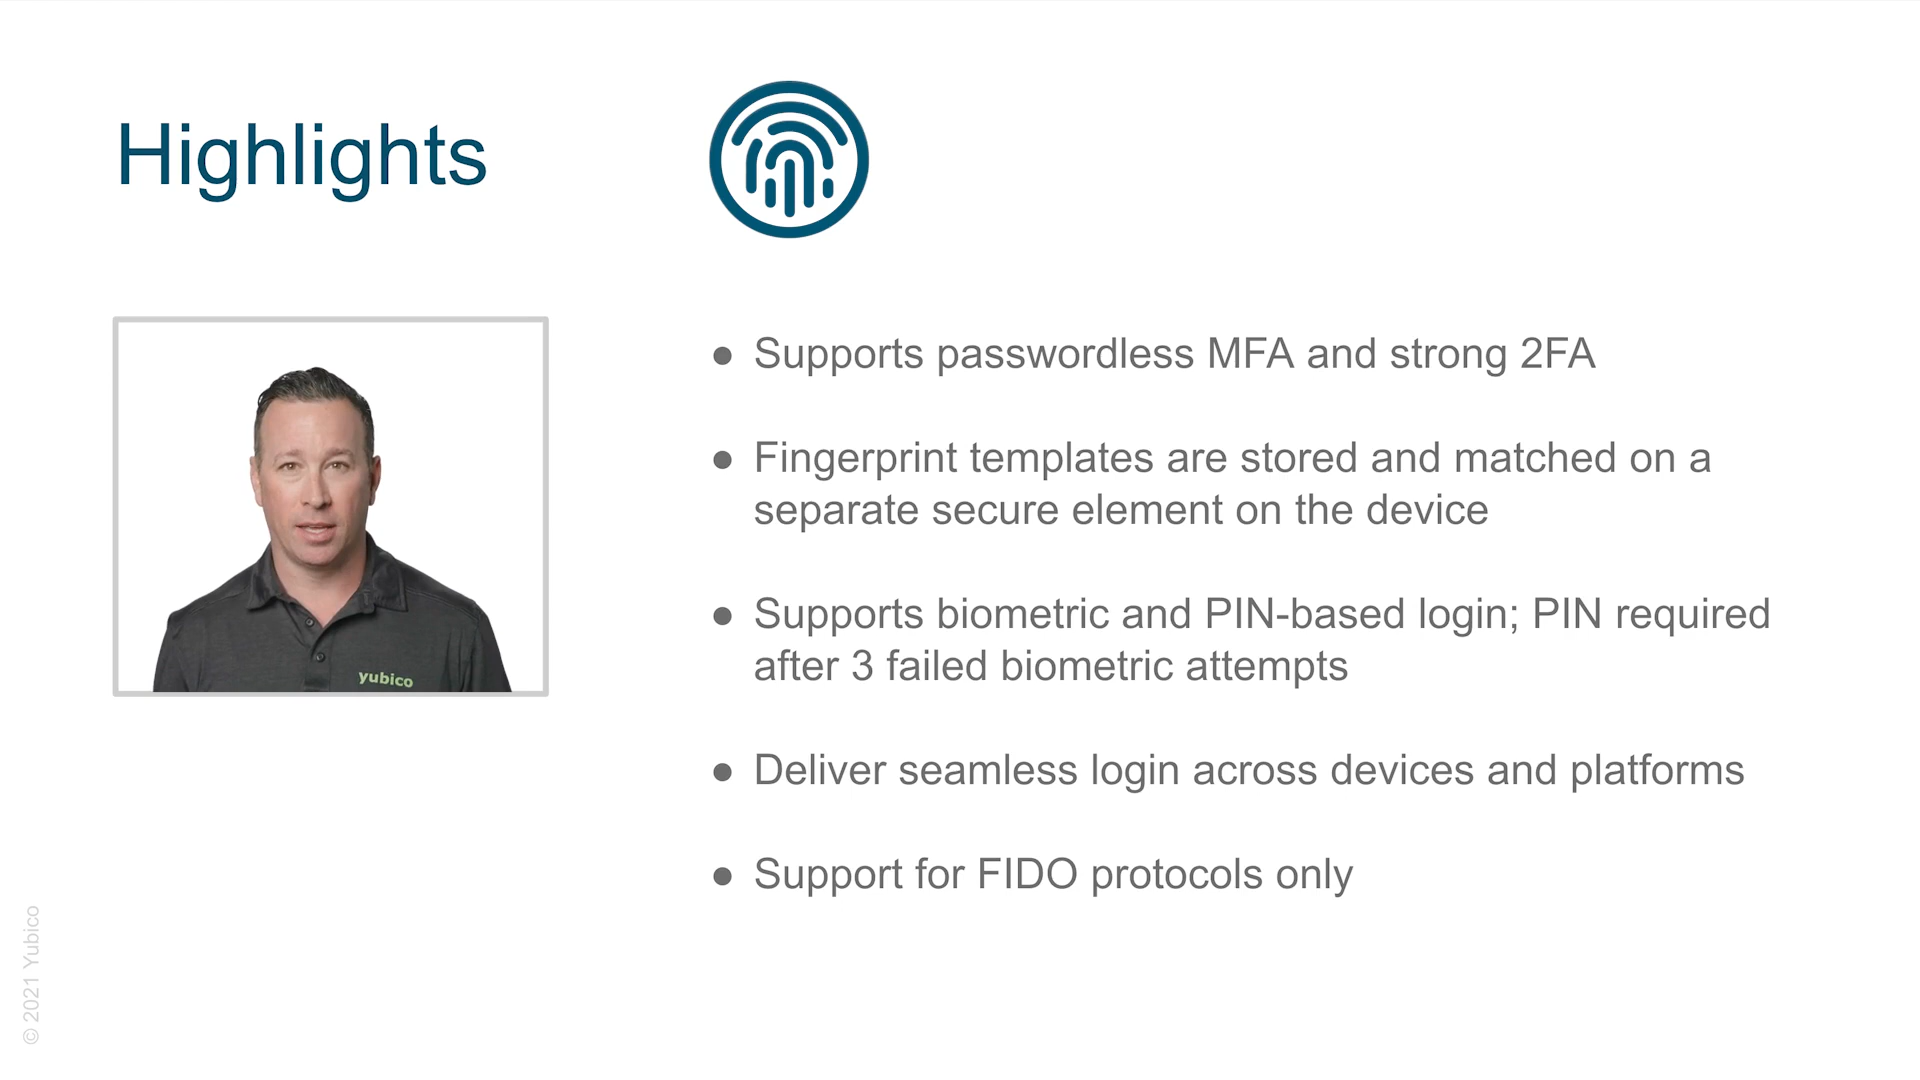 Highlights
● Supports passwordless MFA and strong 2FA
● Fingerprint templates are stored and matched on a
separate secure element on the device
● Supports biometric and PIN-based login; PIN required
after 3 failed biometric attempts
● Deliver seamless login across devices and platforms
● Support for FIDO protocols only
yubico
© 2021 Yubico